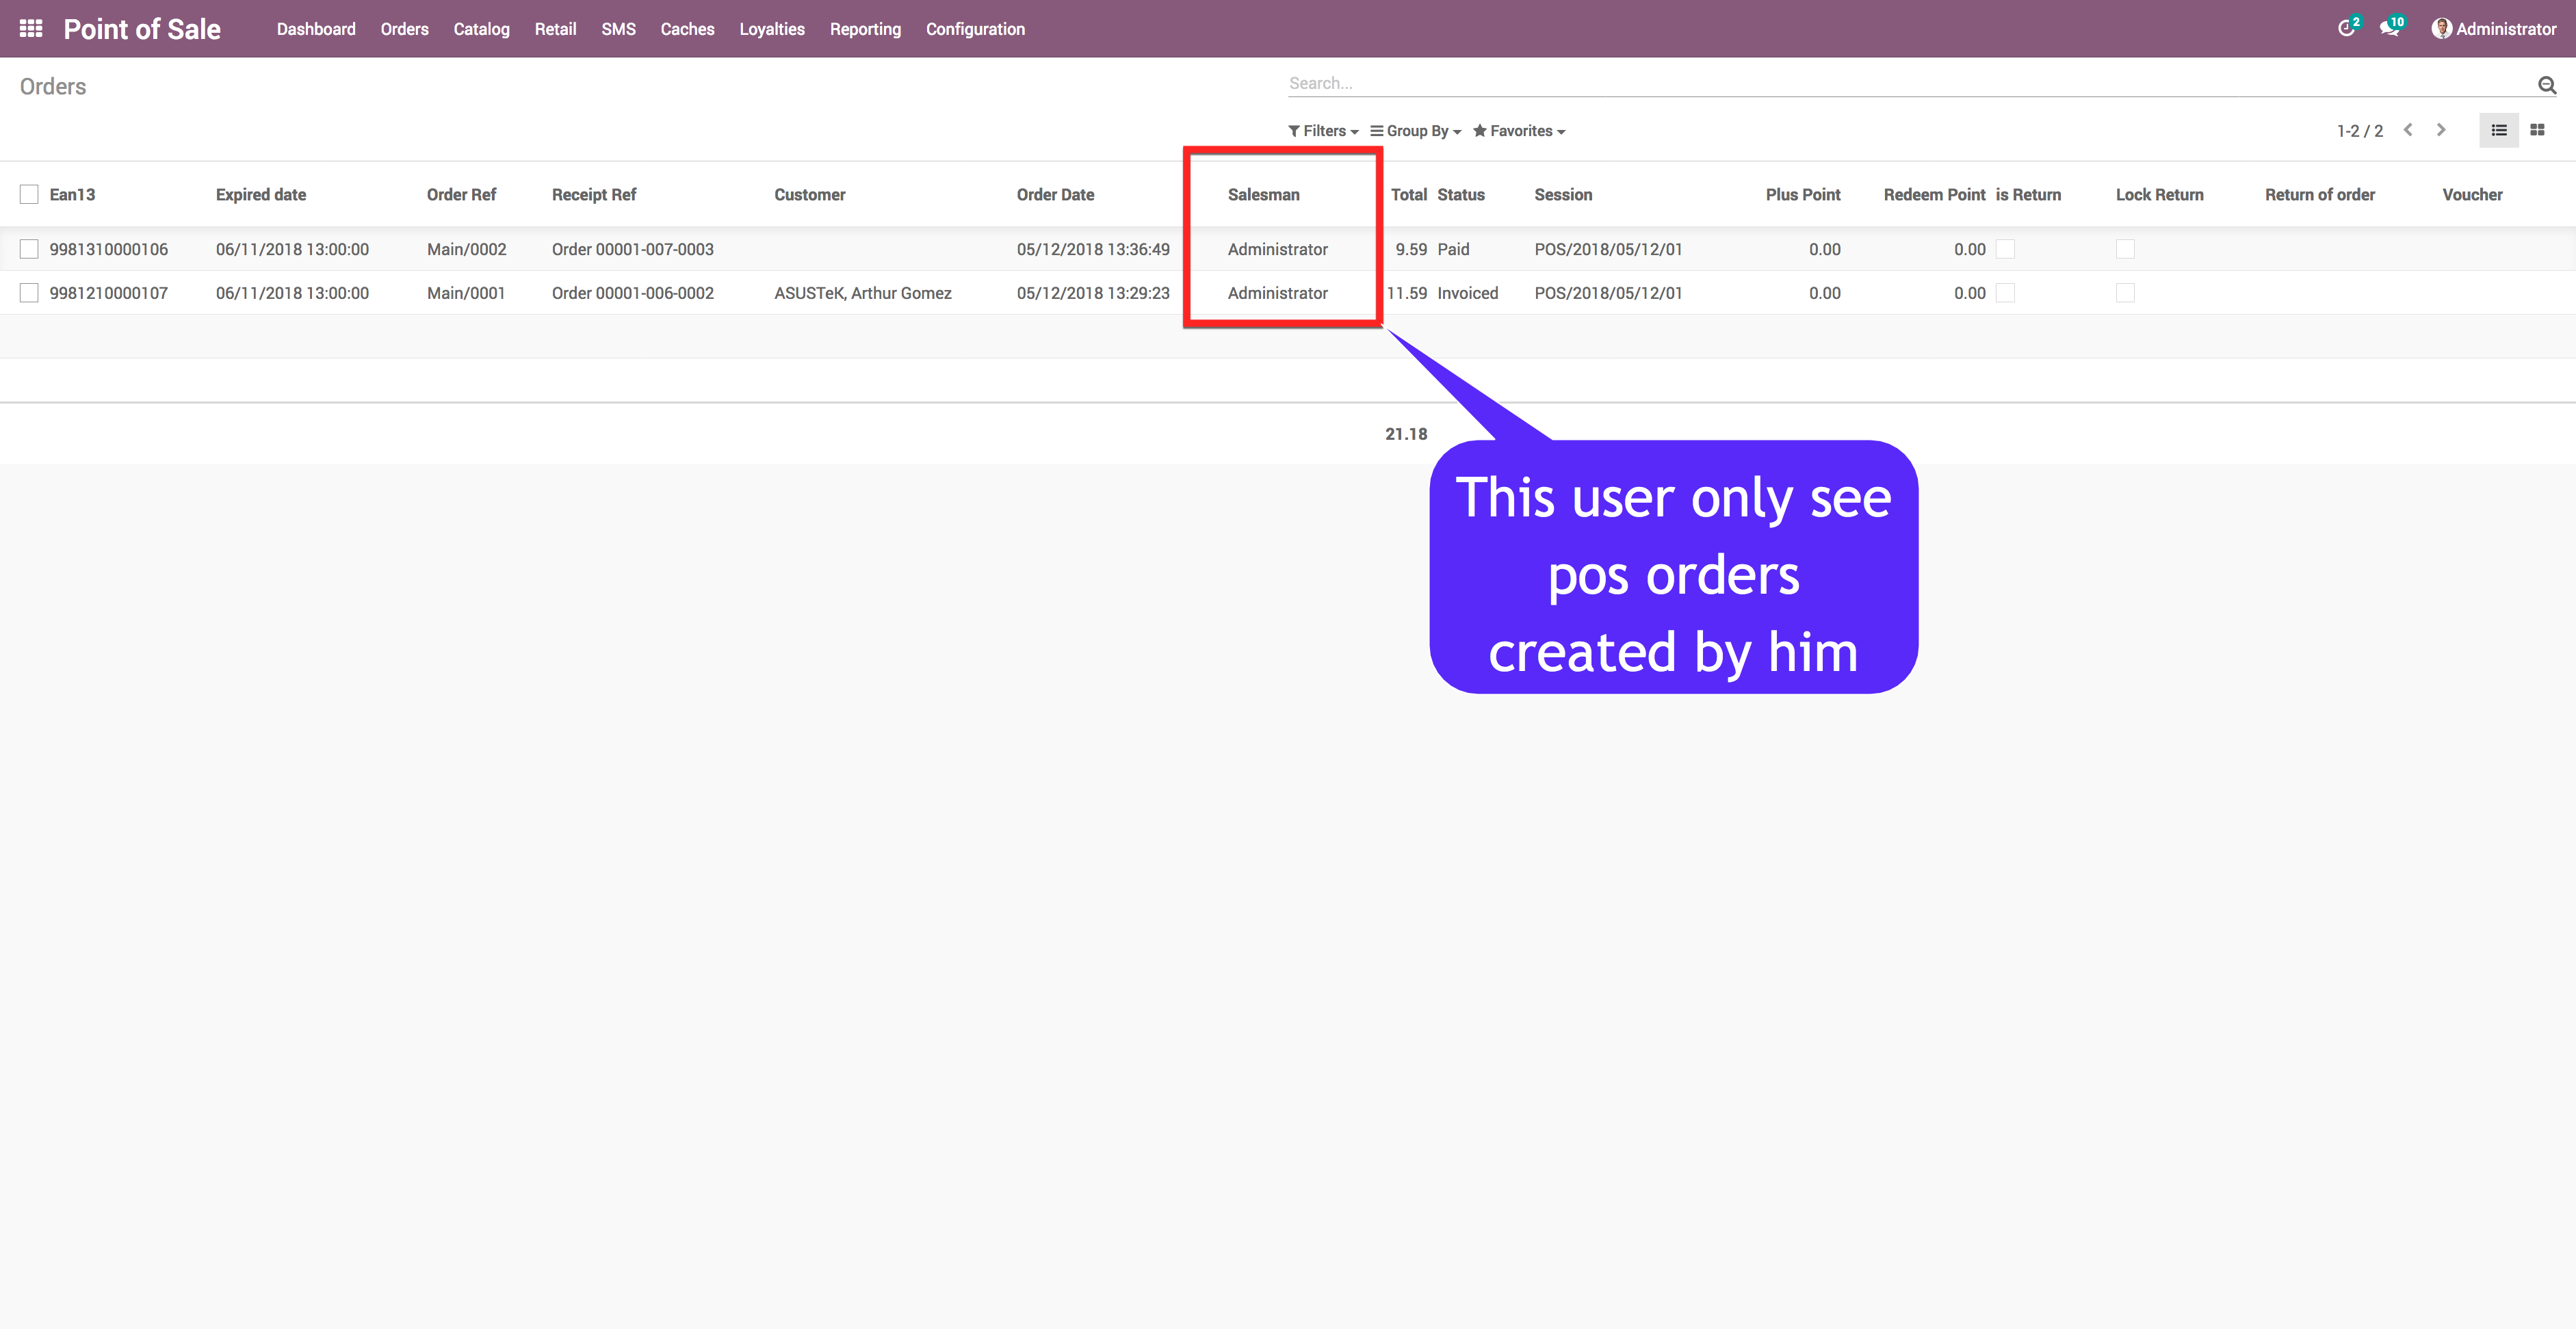 Point of Sale Dashboard Orders Catalog Retail SMS Caches Loyalties Reporting Configuration 2 10 Administrator
Orders Search...
Filters Group By Favorites 1-2 / 2
Ean13 Expired date Order Ref Receipt Ref Customer Order Date Salesman Total Status Session Plus Point Redeem Point is Return Lock Return Return of order Voucher
9981310000106 06/11/2018 13:00:00 Main/0002 Order 00001-007-0003 05/12/2018 13:36:49 Administrator 9.59 Paid POS/2018/05/12/01 0.00 0.00
9981210000107 06/11/2018 13:00:00 Main/0001 Order 00001-006-0002 ASUSTeK, Arthur Gomez 05/12/2018 13:29:23 Administrator 11.59 Invoiced POS/2018/05/12/01 0.00 0.00
21.18
This user only see
pos orders
created by him